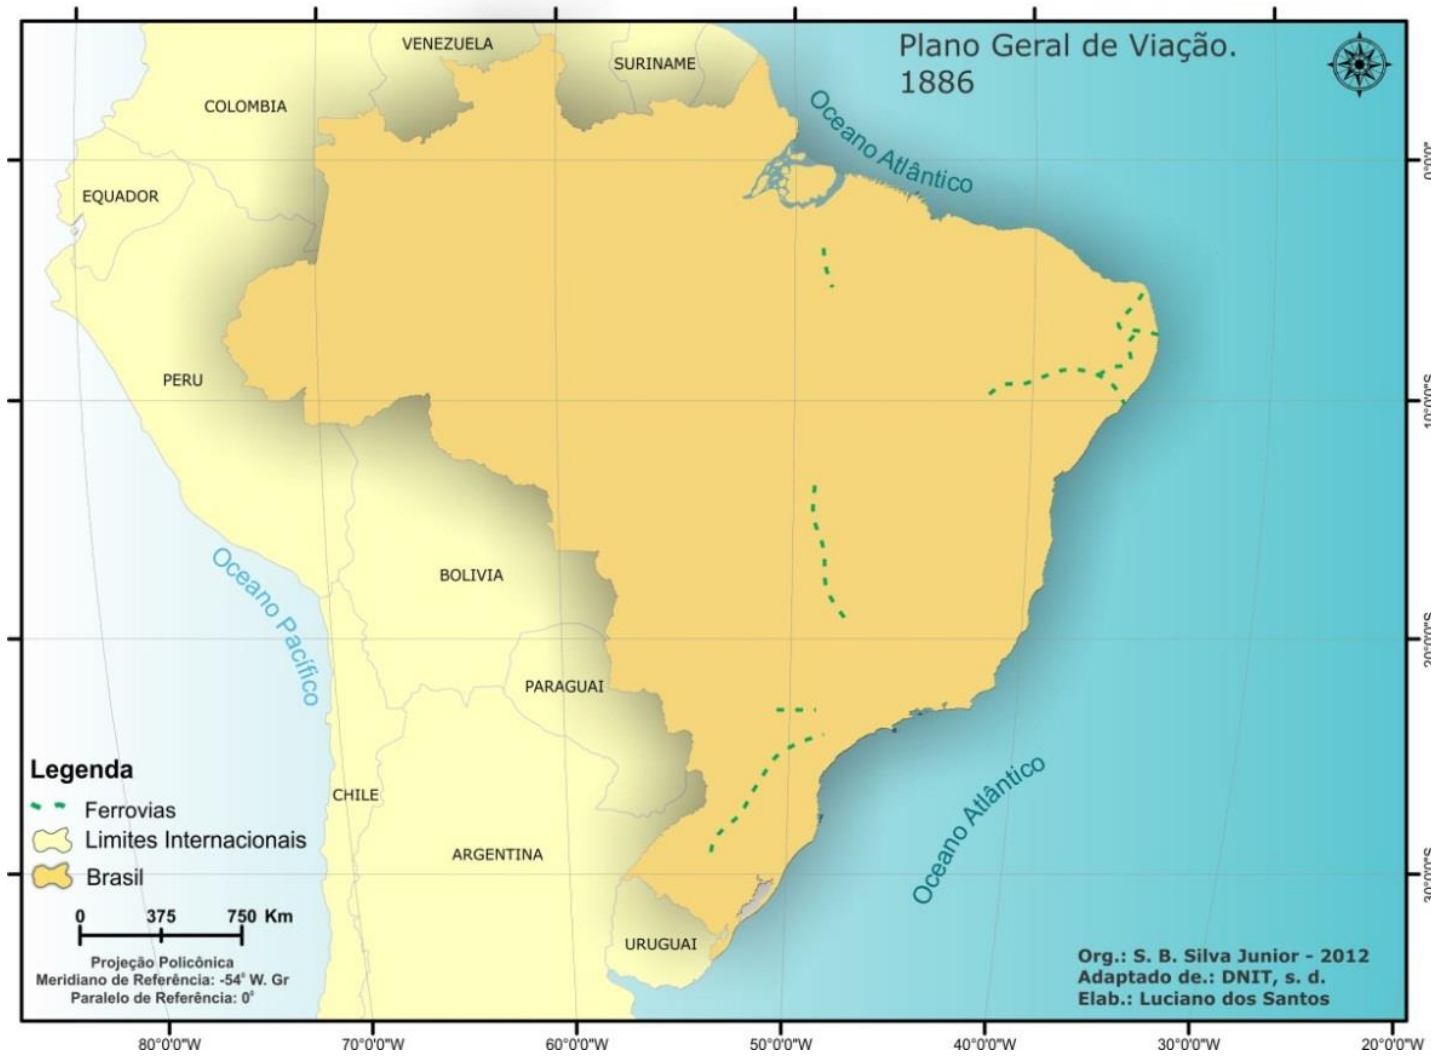 Plano Geral de Viação.
1886
VENEZUELA
SURINAME
COLOMBIA
Oceano Atlântico
EQUADOR
PERU
BOLIVIA
Oceano Pacífico
PARAGUAI
CHILE
ARGENTINA
URUGUAI
Oceano Atlântico
0°0'0"
10°0'0"S
20°0'0"S
30°0'0"S
Legenda
Ferrovias
Limites Internacionais
Brasil
0 375 750 Km
Projeção Policônica
Meridiano de Referência: -54° W. Gr
Paralelo de Referência: 0°
Org.: S. B. Silva Junior - 2012
Adaptado de.: DNIT, s. d.
Elab.: Luciano dos Santos
80°0'0"W 70°0'0"W 60°0'0"W 50°0'0"W 40°0'0"W 30°0'0"W 20°0'0"W